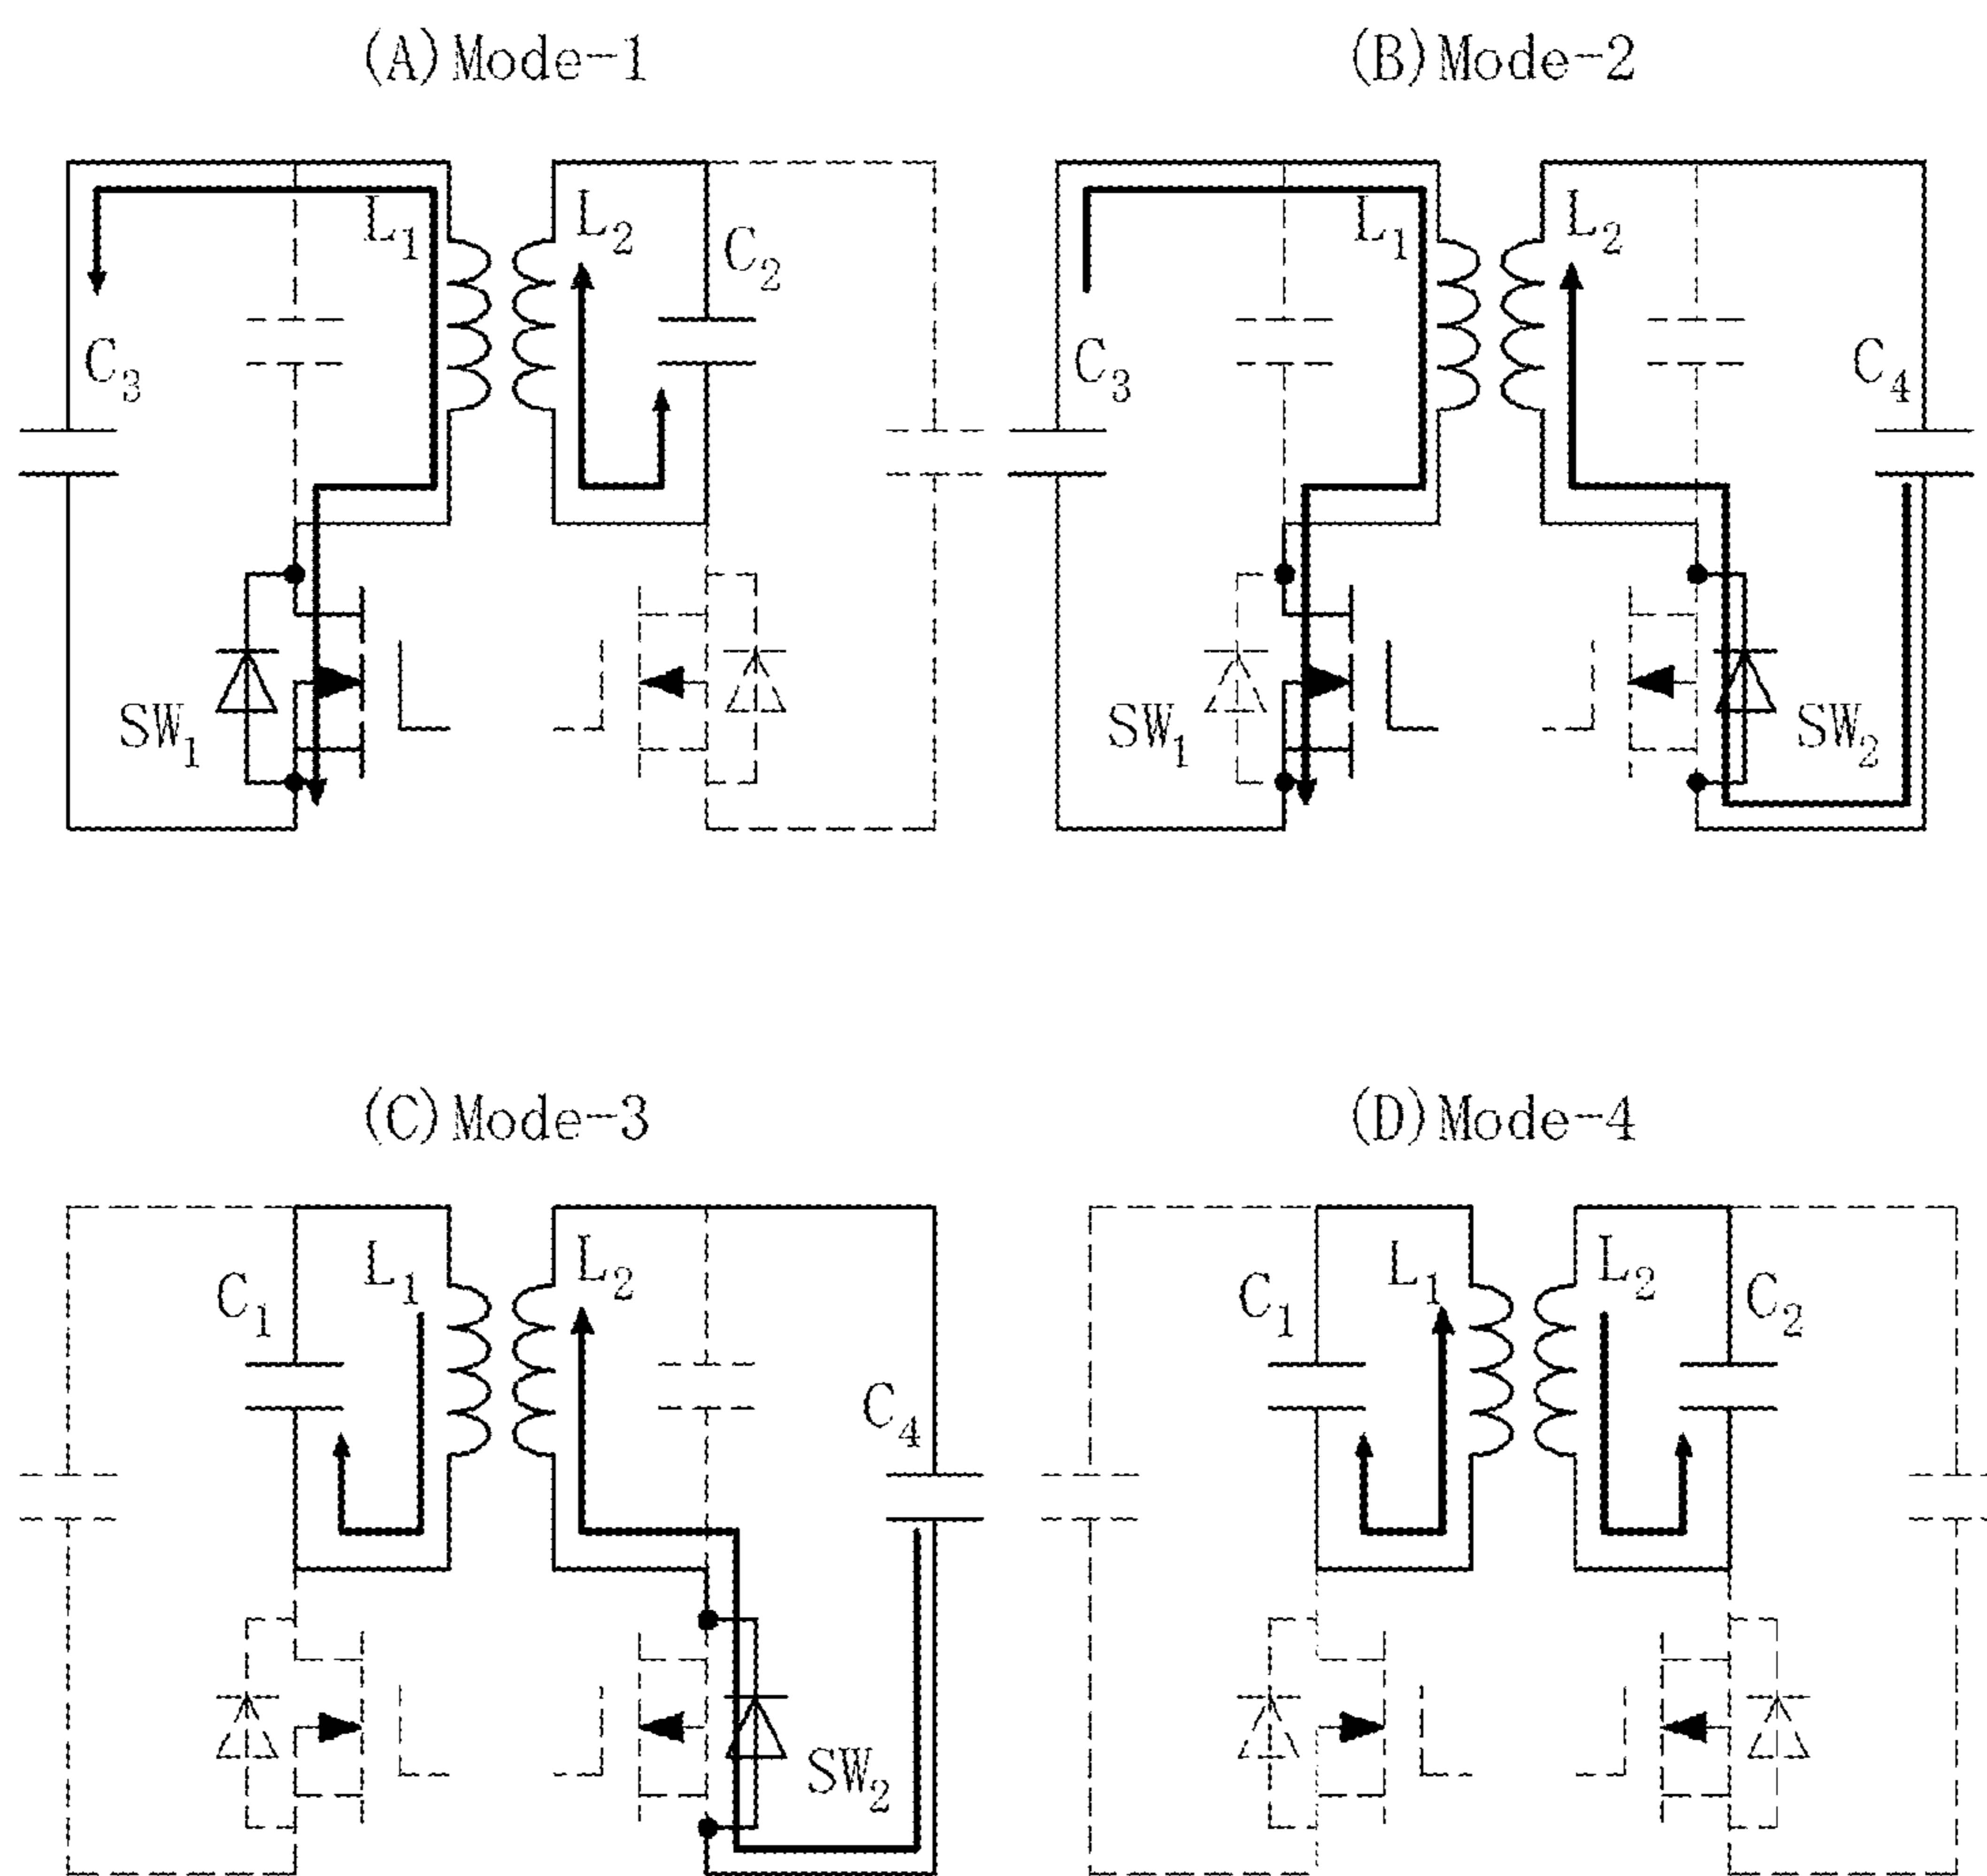 (A)Mode-1
(B)Mode-2
L₁ L₂ C₂
C₃
SW₁
L₁ L₂
C₃ C₄
SW₁ SW₂
(C)Mode-3
(D)Mode-4
C₁ L₁ L₂
C₄
SW₂
C₁ L₁ L₂ C₂